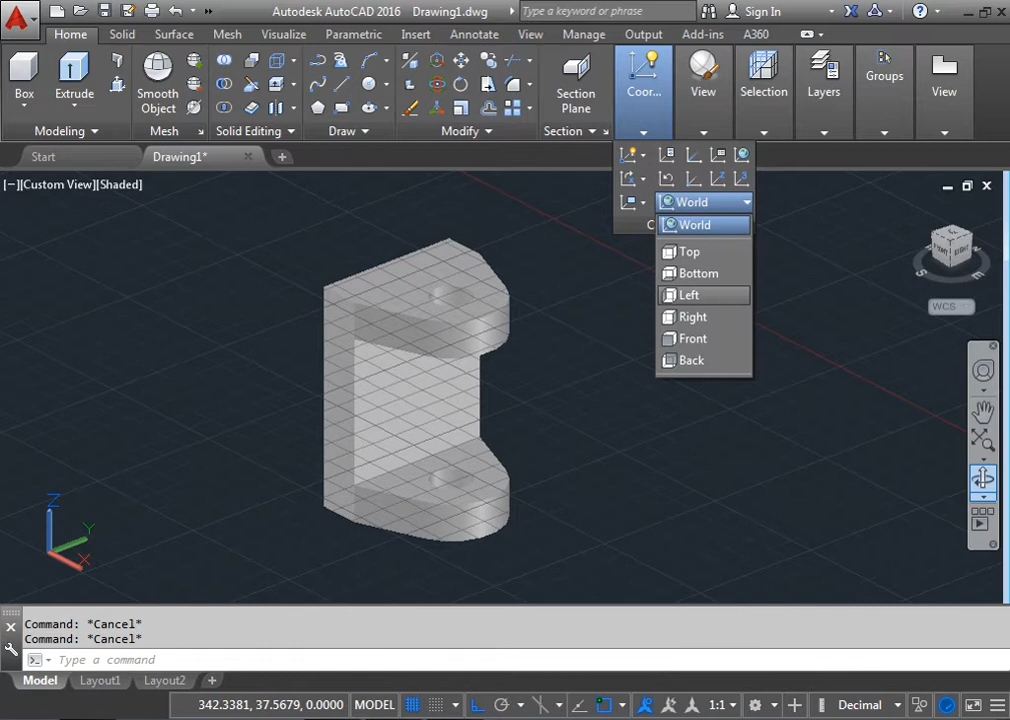 Autodesk AutoCAD 2016 Drawing1.dwg
Type a keyword or phrase
Sign In
Home Solid Surface Mesh Visualize Parametric Insert Annotate View Manage Output Add-ins A360
Box
Extrude
Smooth
Object
Section
Plane
Coor...
View
Selection
Layers
Groups
View
Modeling
Mesh
Solid Editing
Draw
Modify
Section
Start
Drawing1*
[−][Custom View][Shaded]
World
World
Top
Bottom
Left
Right
Front
Back
FRONT
RIGHT
S
E
WCS
Z
Y
X
Command: *Cancel*
Command: *Cancel*
Type a command
Model Layout1 Layout2
342.3381, 37.5679, 0.0000 MODEL
1:1
Decimal